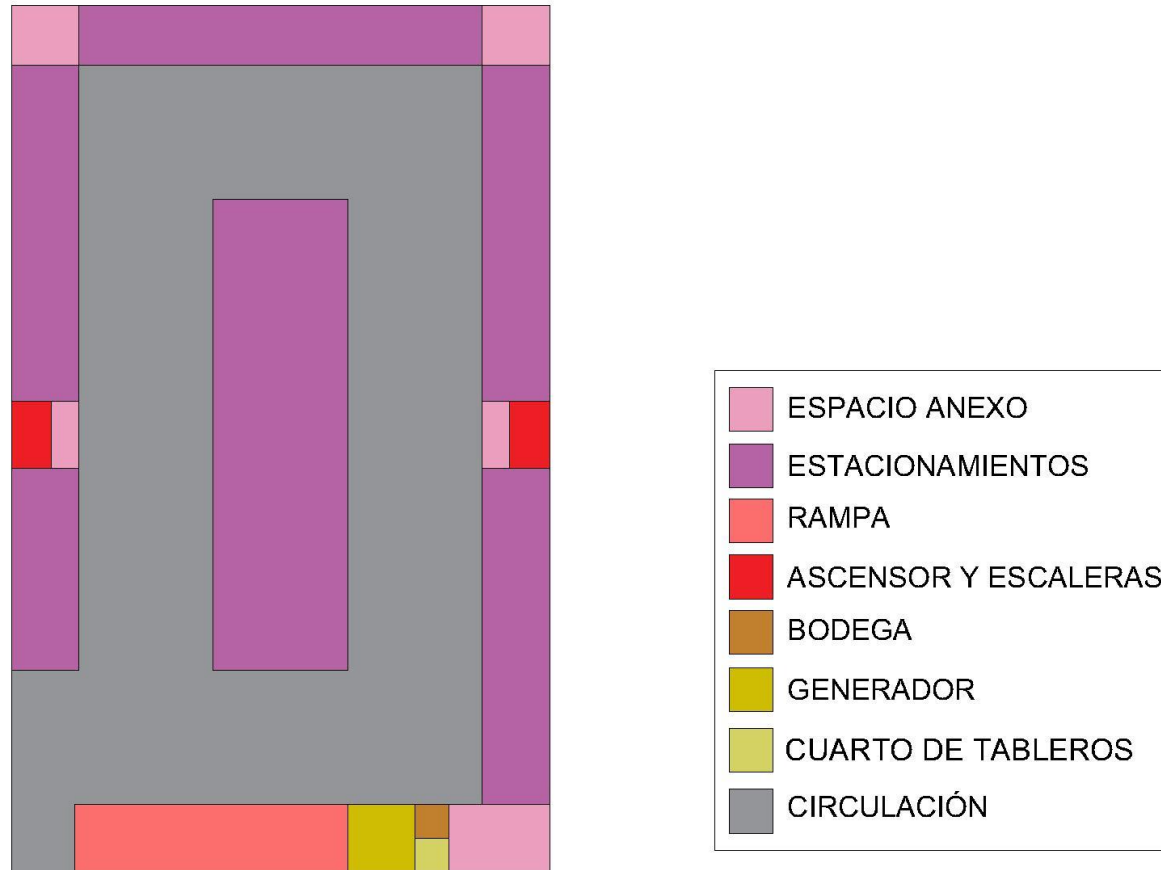 ESPACIO ANEXO
ESTACIONAMIENTOS
RAMPA
ASCENSOR Y ESCALERAS
BODEGA
GENERADOR
CUARTO DE TABLEROS
CIRCULACIÓN